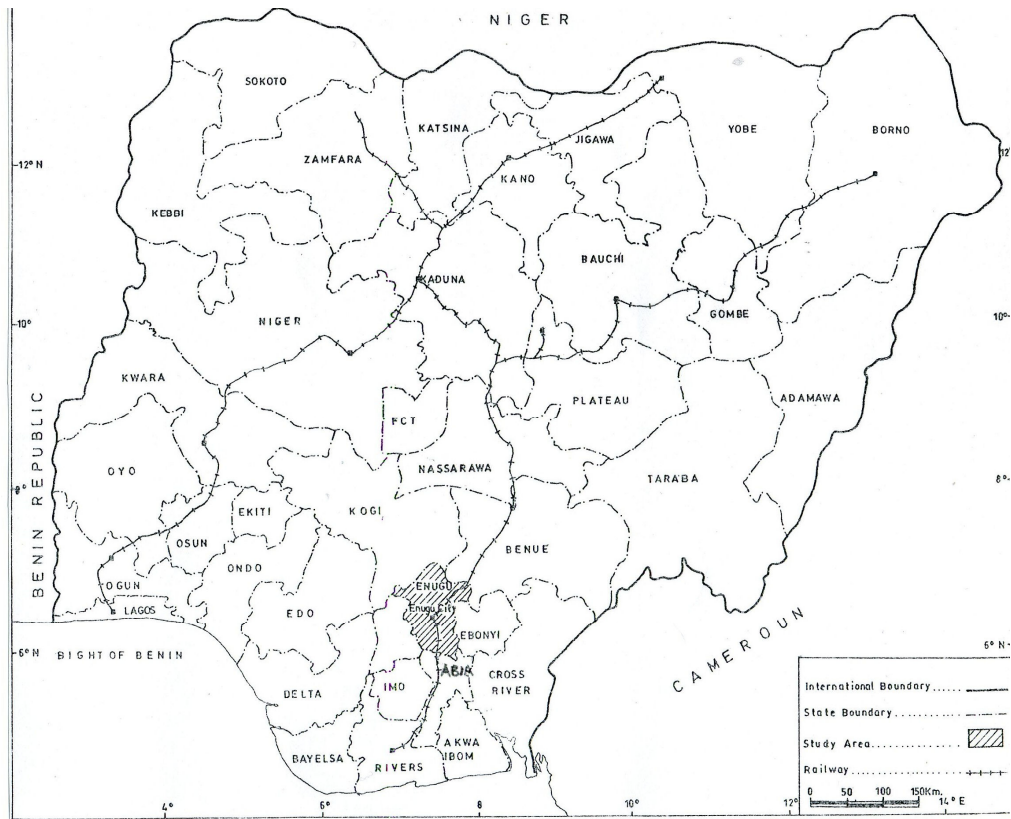 NIGER
SOKOTO
KATSINA
YOBE
BORNO
JIGAWA
ZAMFARA
12° N
12°
KANO
KEBBI
BAUCHI
KADUNA
NIGER
GOMBE
10°
10°
KWARA
PLATEAU
ADAMAWA
FCT
BENIN REPUBLIC
OYO
NASSARAWA
TARABA
8°
8°
KOGI
EKITI
OSUN
BENUE
ONDO
OGUN
ENUGU
LAGOS
EDO
Enugu City
EBONYI
6° N
6° N
BIGHT OF BENIN
CAMEROUN
ABIA
CROSS
RIVER
IMO
DELTA
International Boundary
State Boundary
Study Area
Railway
AKWA
IBOM
BAYELSA
RIVERS
0 50 100 150Km.
4°
6°
8
10°
12°
14° E